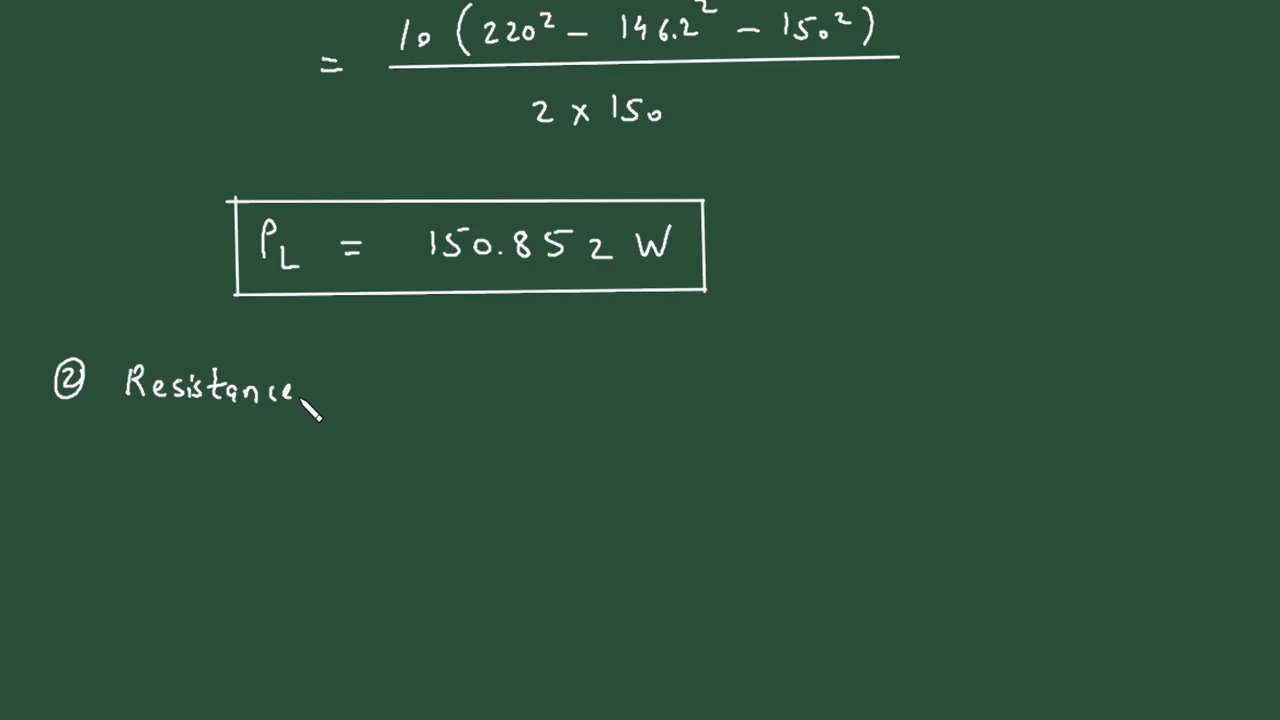 = 10 (220² − 146.2² − 150²)
2 × 150
P_L = 150.852 W
② Resistance